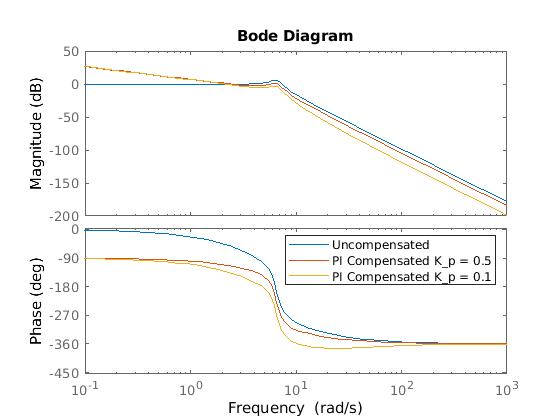 Bode Diagram
Magnitude (dB)
50
0
-50
-100
-150
-200
Phase (deg)
0
-90
-180
-270
-360
-450
Uncompensated
PI Compensated K_p = 0.5
PI Compensated K_p = 0.1
10^-1 10^0 10^1 10^2 10^3
Frequency (rad/s)